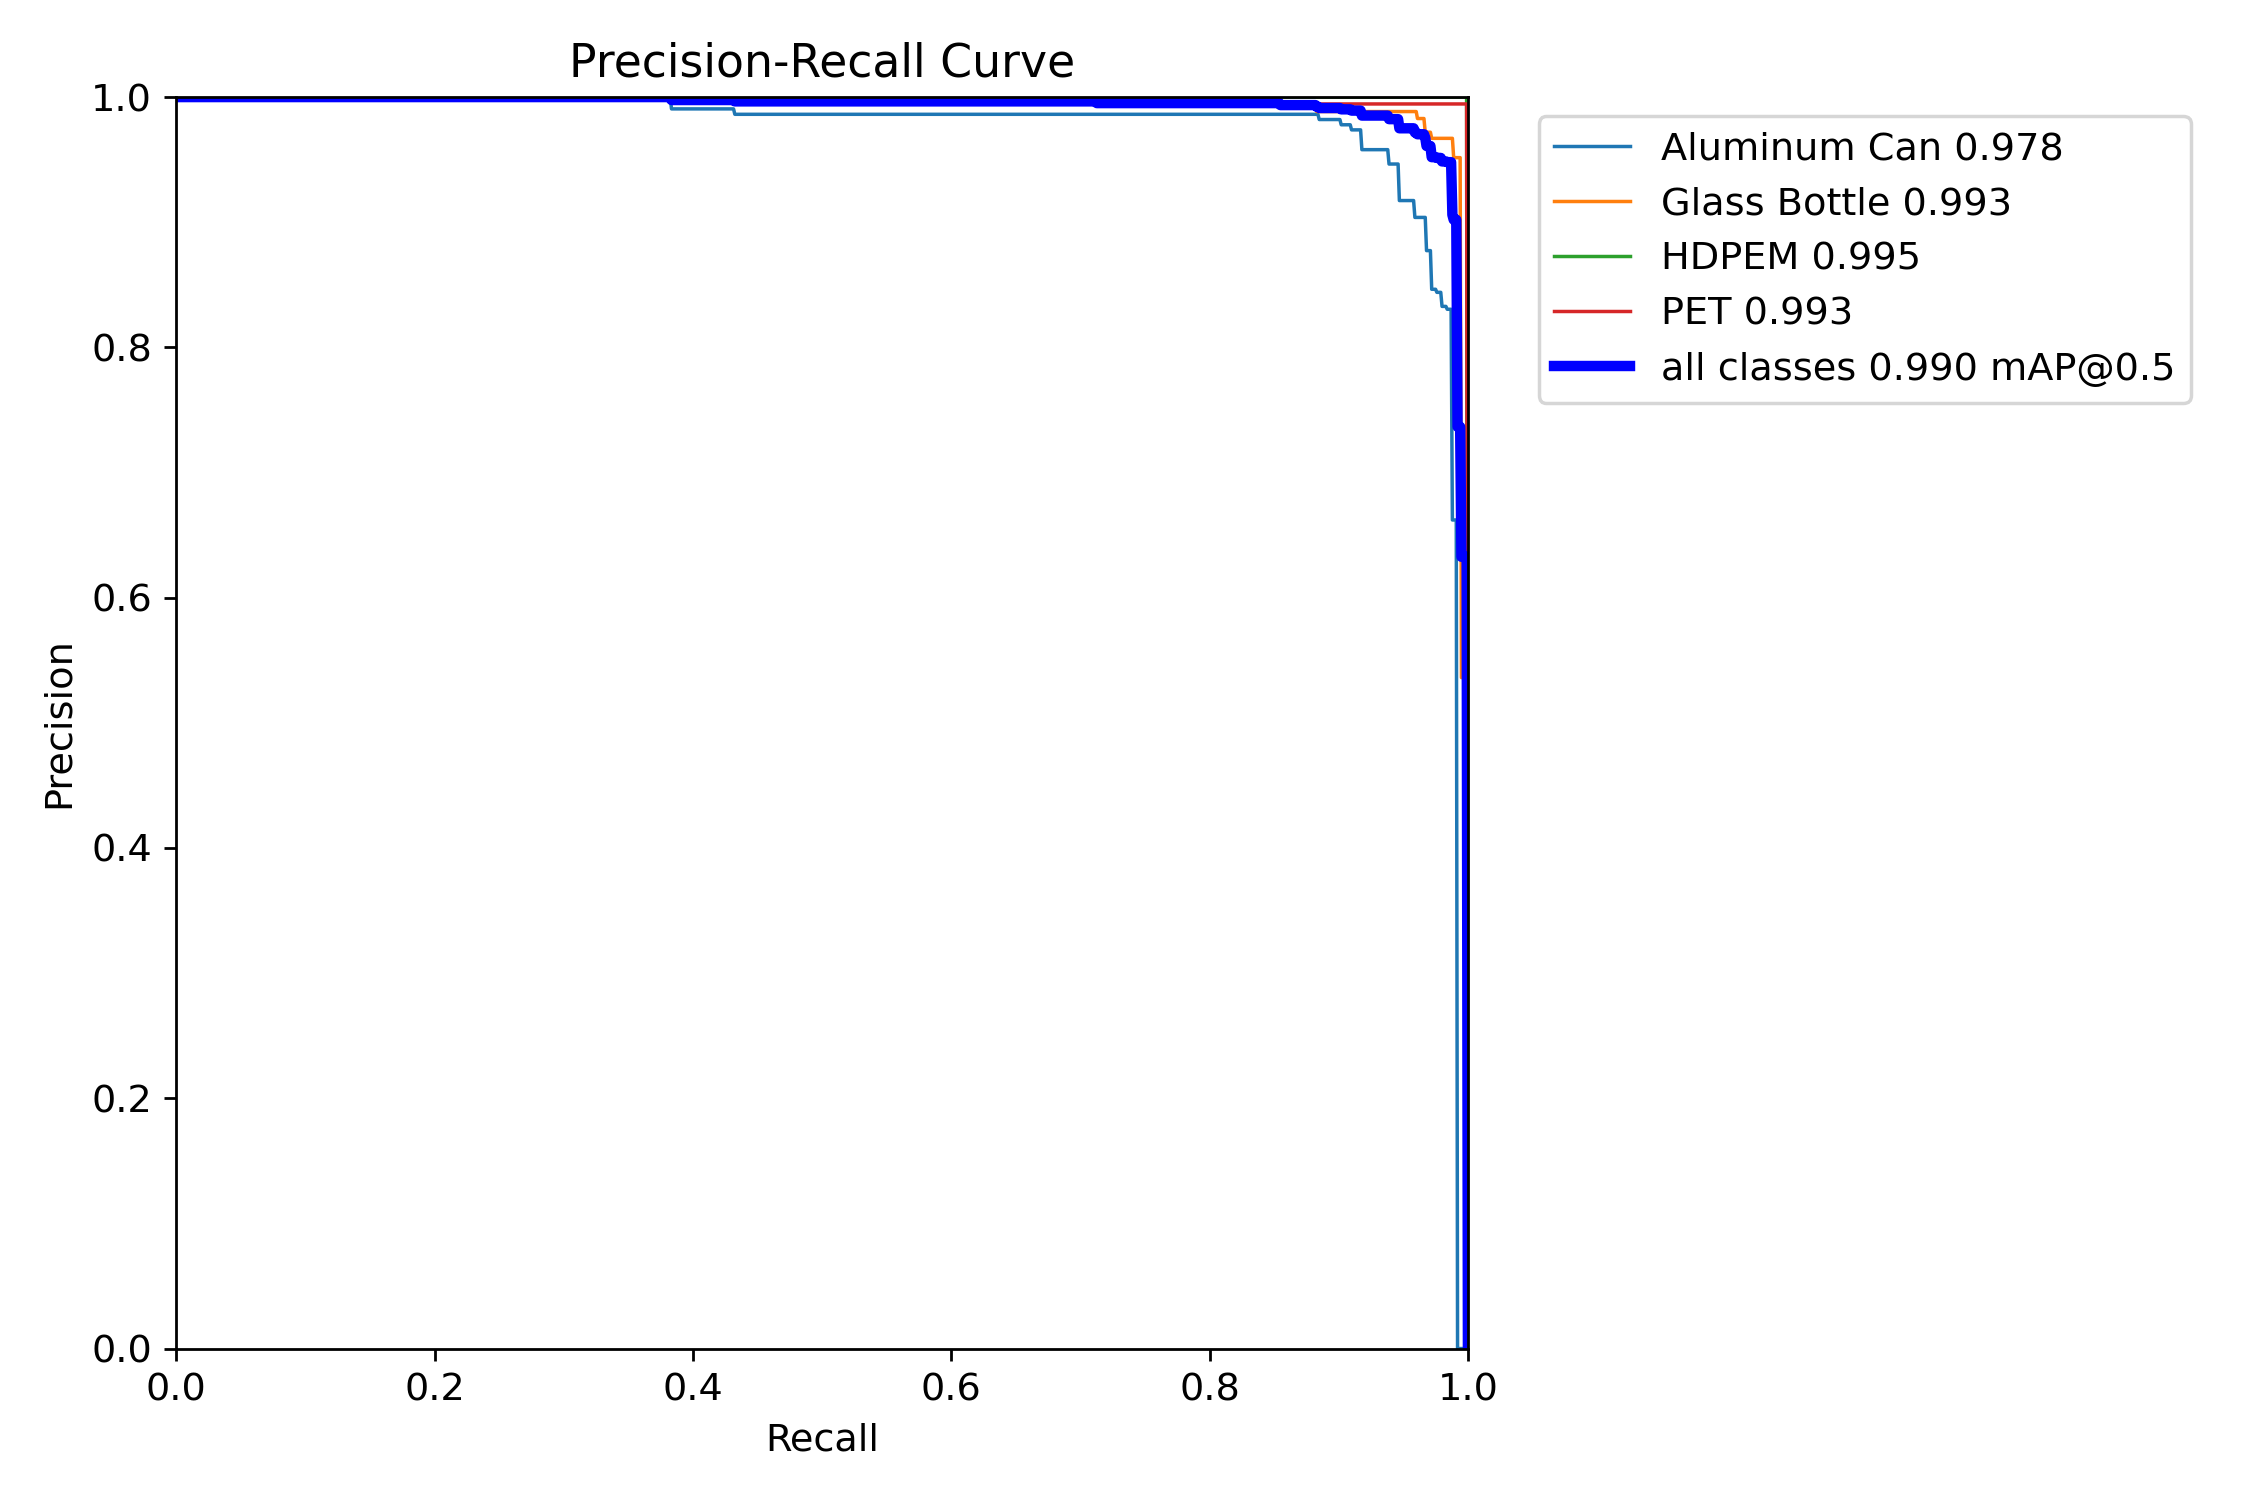 Precision-Recall Curve
1.0
0.8
0.6
0.4
0.2
0.0
Precision
0.0 0.2 0.4 0.6 0.8 1.0
Recall
Aluminum Can 0.978
Glass Bottle 0.993
HDPEM 0.995
PET 0.993
all classes 0.990 mAP@0.5